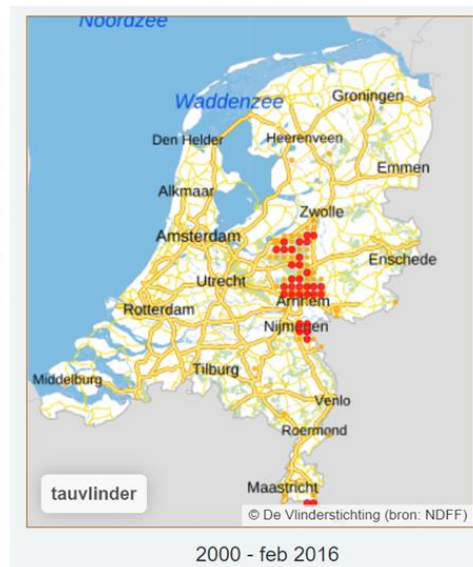 Noordzee
Waddenzee
Groningen
Den Helder
Heerenveen
Emmen
Alkmaar
Zwolle
Amsterdam
Enschede
Utrecht
Arnhem
Rotterdam
Nijmegen
Middelburg
Tilburg
Venlo
Roermond
Maastricht
tauvlinder
© De Vlinderstichting (bron: NDFF)
2000 - feb 2016